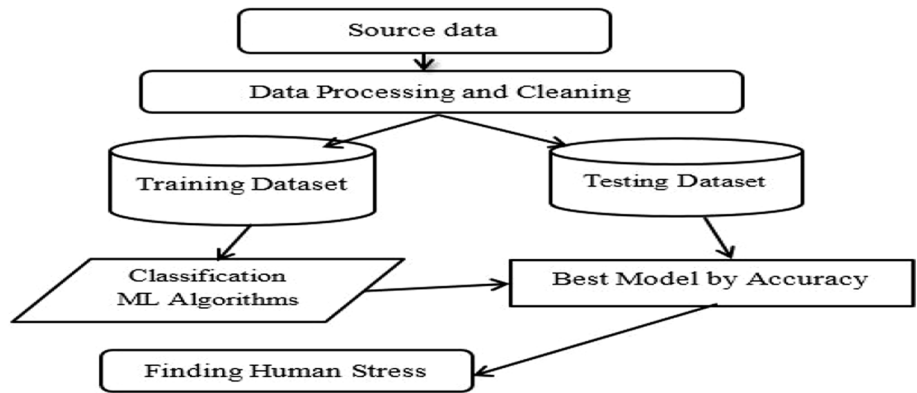 Source data
Data Processing and Cleaning
Training Dataset
Testing Dataset
Classification
ML Algorithms
Best Model by Accuracy
Finding Human Stress